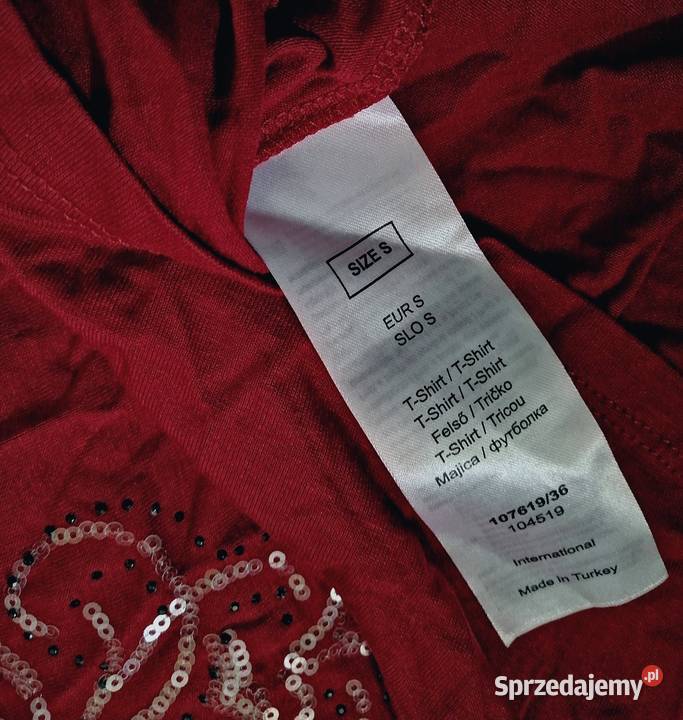 SIZE S
EUR S
SLO S
T-Shirt / T-Shirt
T-Shirt / T-Shirt
Felső / Tričko
T-Shirt / Tricou
Majica / футболка
107619/36
104519
International
Made in Turkey
Sprzedajemy.pl